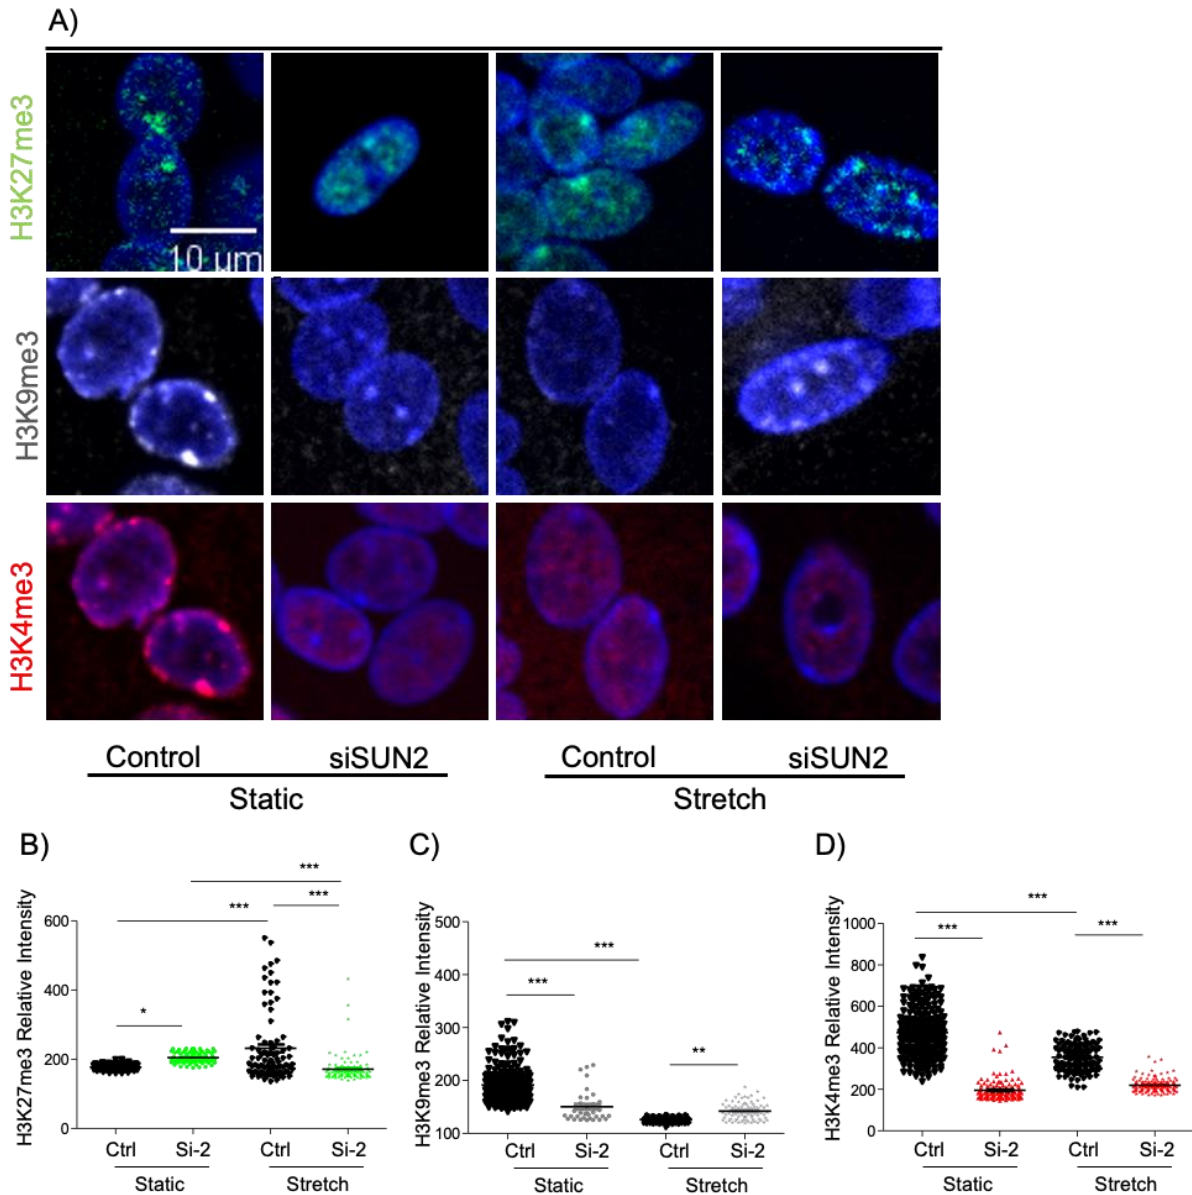 A)
H3K27me3
10 µm
H3K9me3
H3K4me3
Control siSUN2 Control siSUN2
Static Stretch
B)
H3K27me3 Relative Intensity
600
400
200
0
***
***
***
*
Ctrl Si-2 Ctrl Si-2
Static Stretch
C)
H3K9me3 Relative Intensity
500
400
300
200
100
***
***
**
Ctrl Si-2 Ctrl Si-2
Static Stretch
D)
H3K4me3 Relative Intensity
1000
800
600
400
200
0
***
***
***
Ctrl Si-2 Ctrl Si-2
Static Stretch